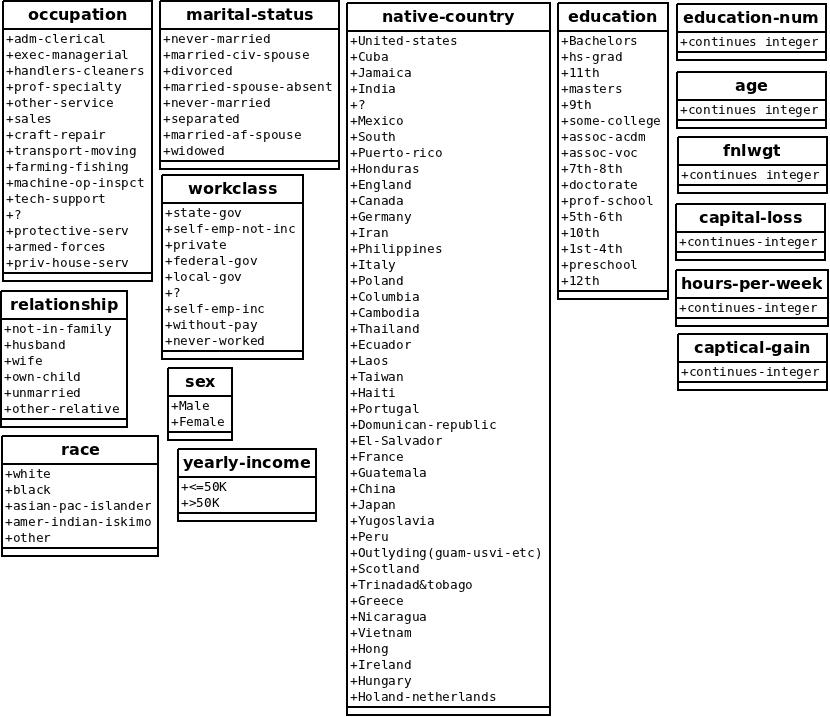 occupation
+adm-clerical
+exec-managerial
+handlers-cleaners
+prof-specialty
+other-service
+sales
+craft-repair
+transport-moving
+farming-fishing
+machine-op-inspct
+tech-support
+?
+protective-serv
+armed-forces
+priv-house-serv
relationship
+not-in-family
+husband
+wife
+own-child
+unmarried
+other-relative
race
+white
+black
+asian-pac-islander
+amer-indian-iskimo
+other
marital-status
+never-married
+married-civ-spouse
+divorced
+married-spouse-absent
+never-married
+separated
+married-af-spouse
+widowed
workclass
+state-gov
+self-emp-not-inc
+private
+federal-gov
+local-gov
+?
+self-emp-inc
+without-pay
+never-worked
sex
+Male
+Female
yearly-income
+<=50K
+>50K
native-country
+United-states
+Cuba
+Jamaica
+India
+?
+Mexico
+South
+Puerto-rico
+Honduras
+England
+Canada
+Germany
+Iran
+Philippines
+Italy
+Poland
+Columbia
+Cambodia
+Thailand
+Ecuador
+Laos
+Taiwan
+Haiti
+Portugal
+Domunican-republic
+El-Salvador
+France
+Guatemala
+China
+Japan
+Yugoslavia
+Peru
+Outlyding(guam-usvi-etc)
+Scotland
+Trinadad&tobago
+Greece
+Nicaragua
+Vietnam
+Hong
+Ireland
+Hungary
+Holand-netherlands
education
+Bachelors
+hs-grad
+11th
+masters
+9th
+some-college
+assoc-acdm
+assoc-voc
+7th-8th
+doctorate
+prof-school
+5th-6th
+10th
+1st-4th
+preschool
+12th
education-num
+continues integer
age
+continues integer
fnlwgt
+continues integer
capital-loss
+continues-integer
hours-per-week
+continues-integer
captical-gain
+continues-integer